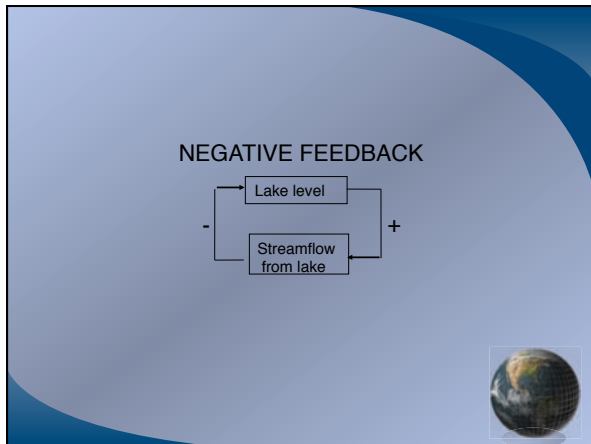 NEGATIVE FEEDBACK
Lake level
- +
Streamflow
from lake